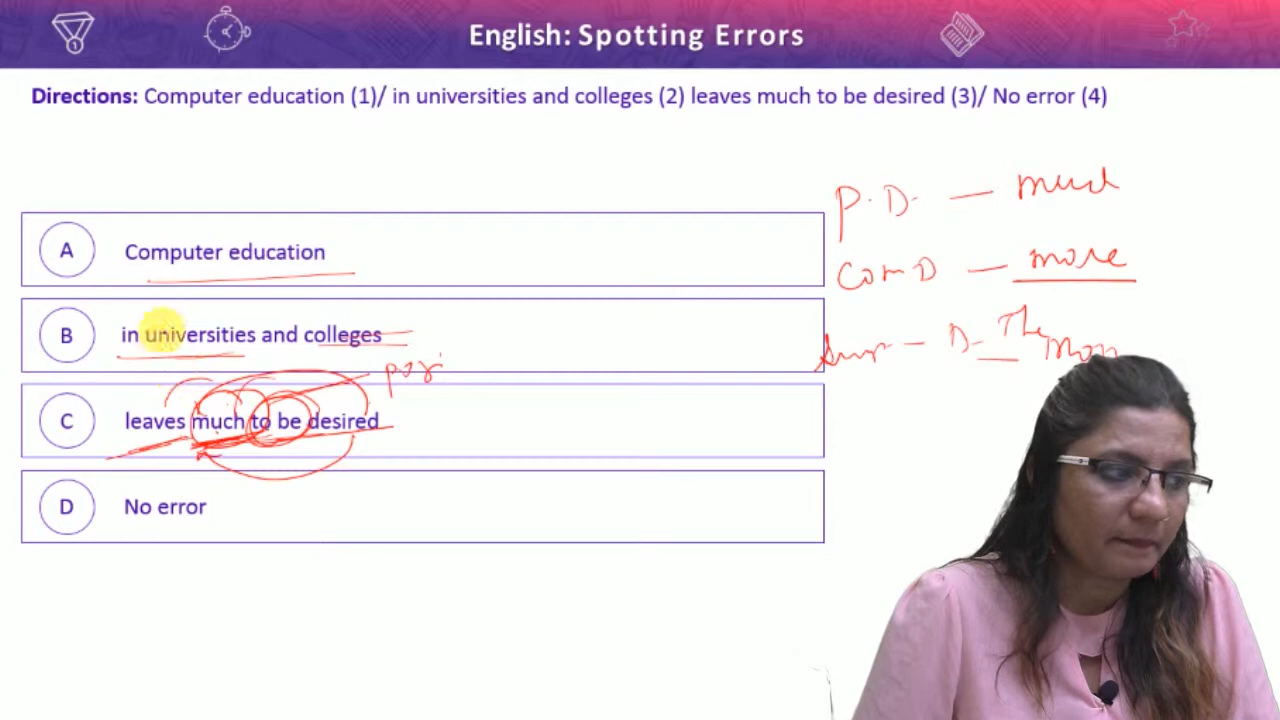 English: Spotting Errors
Directions: Computer education (1)/ in universities and colleges (2) leaves much to be desired (3)/ No error (4)
P.D. — much
A Computer education
Com D — more
B in universities and colleges
D- The
posi
C leaves much to be desired
D No error